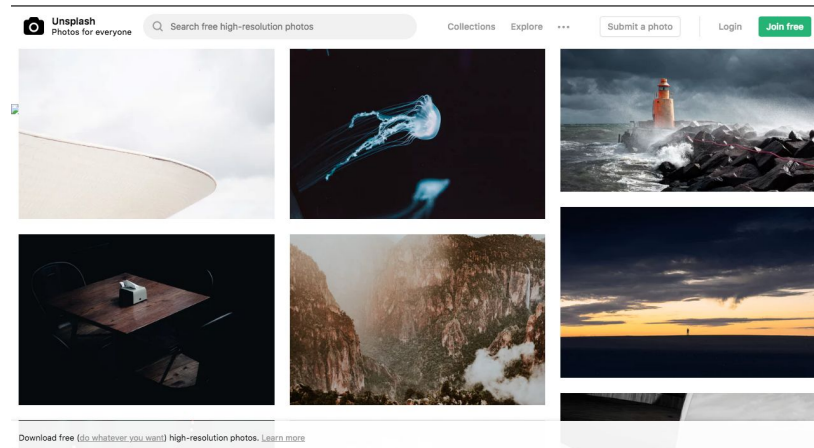 Unsplash
Photos for everyone
Search free high-resolution photos
Collections
Explore
Submit a photo
Login
Join free
Download free (do whatever you want) high-resolution photos. Learn more